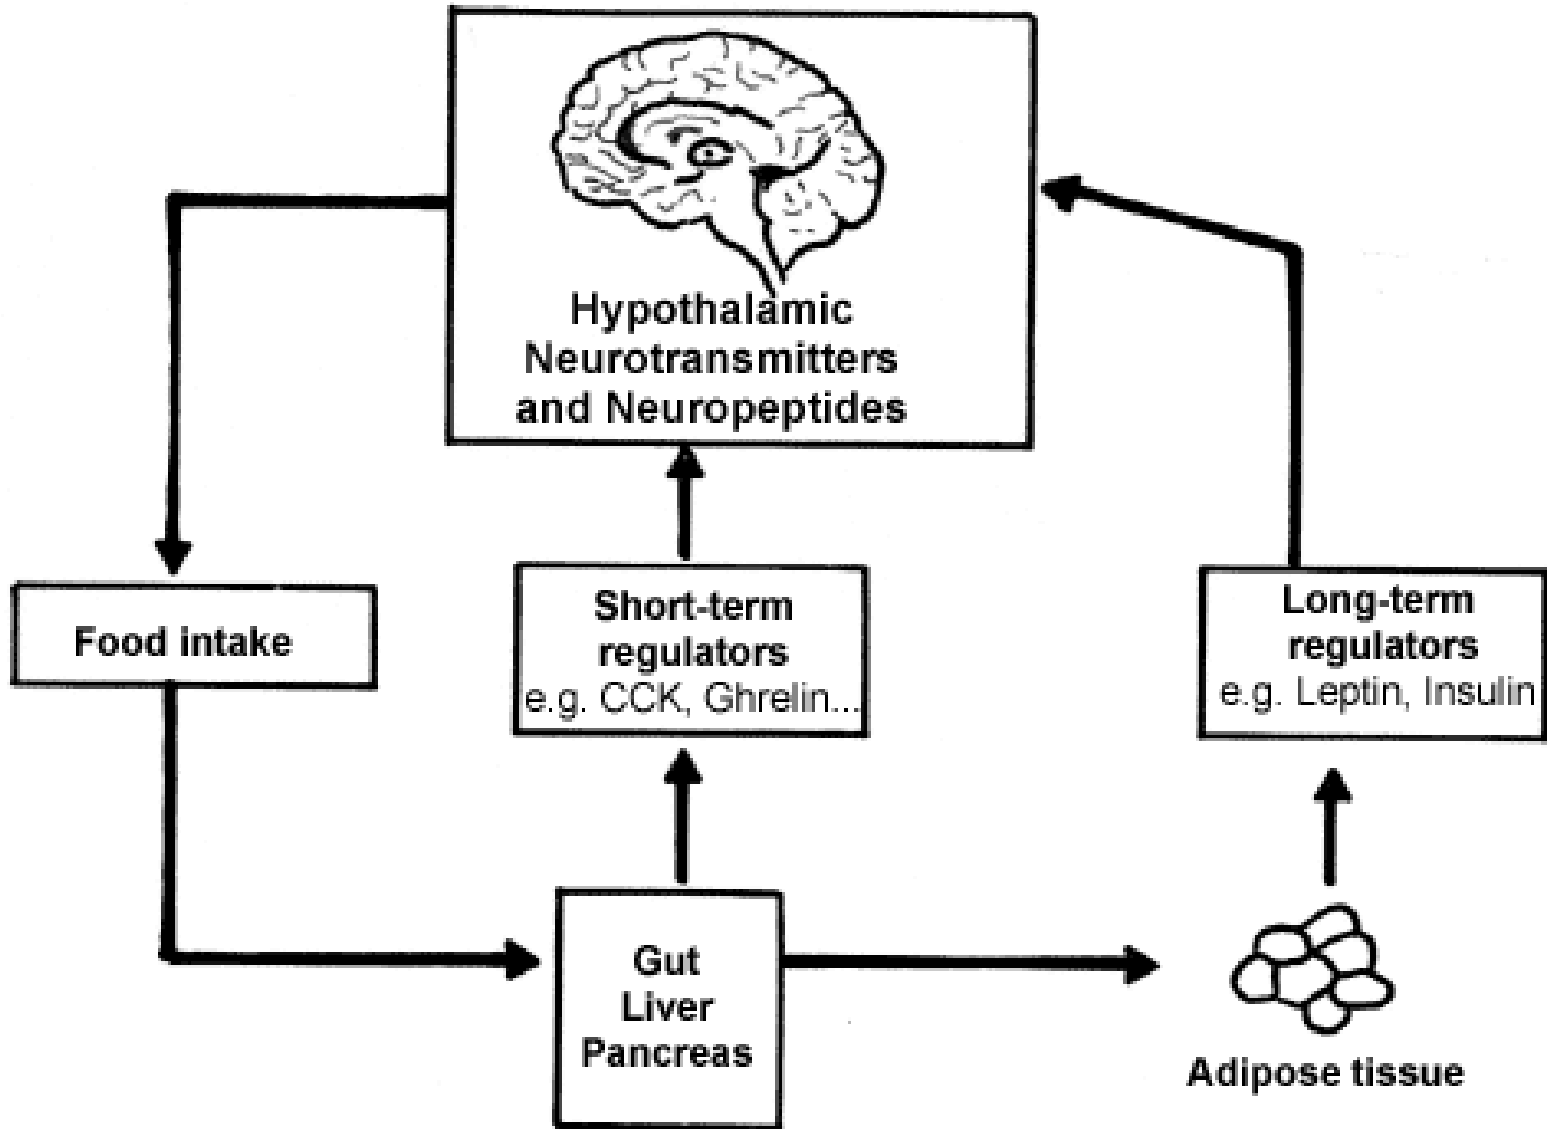 Hypothalamic
Neurotransmitters
and Neuropeptides
Food intake
Short-term
regulators
e.g. CCK, Ghrelin...
Long-term
regulators
e.g. Leptin, Insulin
Gut
Liver
Pancreas
Adipose tissue